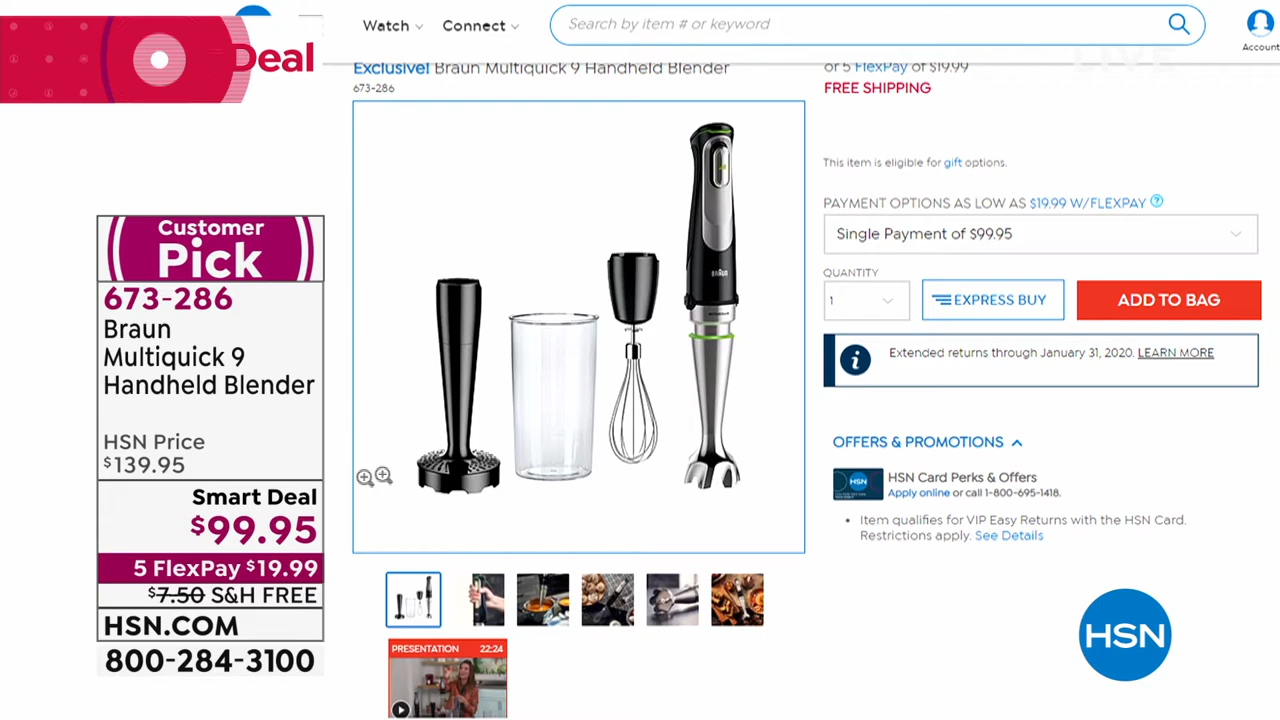 Deal
Watch
Connect
Search by item # or keyword
Account
LIVE
Exclusive! Braun Multiquick 9 Handheld Blender
673-286
or 5 FlexPay of $19.99
FREE SHIPPING
This item is eligible for gift options.
PAYMENT OPTIONS AS LOW AS $19.99 W/FLEXPAY ?
Single Payment of $99.95
QUANTITY
1
EXPRESS BUY
ADD TO BAG
Extended returns through January 31, 2020. LEARN MORE
OFFERS & PROMOTIONS
HSN
HSN Card Perks & Offers
Apply online or call 1-800-695-1418.
• Item qualifies for VIP Easy Returns with the HSN Card.
Restrictions apply. See Details
BRAUN
PRESENTATION 22:24
Customer
Pick
673-286
Braun
Multiquick 9
Handheld Blender
HSN Price
$139.95
Smart Deal
$99.95
5 FlexPay $19.99
$7.50 S&H FREE
HSN.COM
800-284-3100
HSN